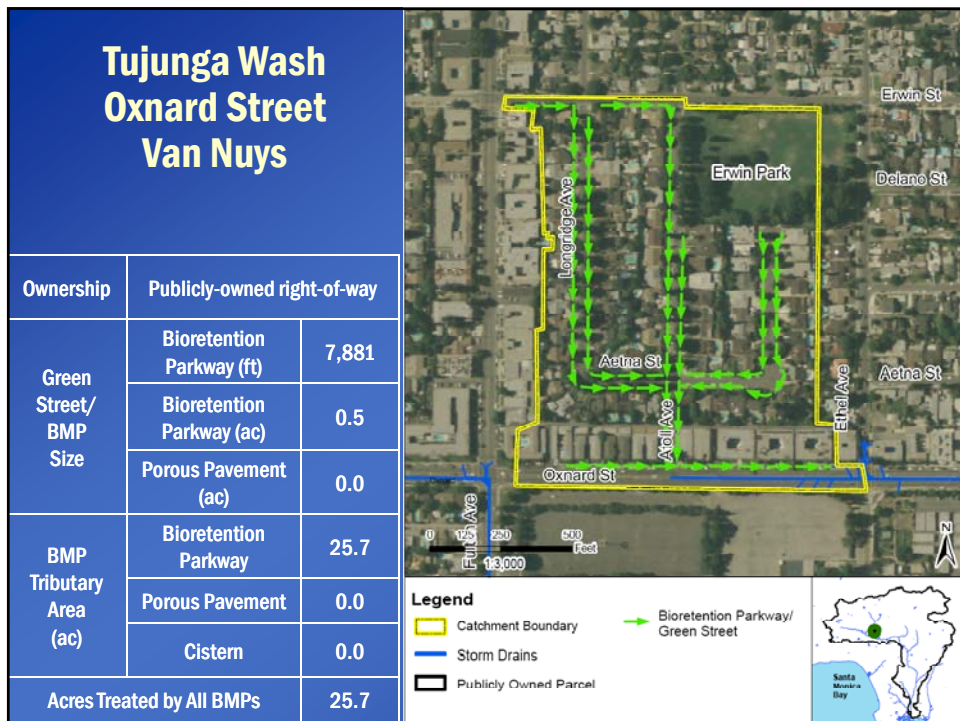 Tujunga Wash
Oxnard Street
Van Nuys
Ownership
Publicly-owned right-of-way
Green
Street/
BMP
Size
Bioretention
Parkway (ft)
7,881
Bioretention
Parkway (ac)
0.5
Porous Pavement
(ac)
0.0
BMP
Tributary
Area
(ac)
Bioretention
Parkway
25.7
Porous Pavement
0.0
Cistern
0.0
Acres Treated by All BMPs
25.7
Erwin St
Erwin Park
Delano St
Longridge Ave
Aetna St
Aetna St
Ethel Ave
Atoll Ave
Oxnard St
0 125 250 500
Feet
1:3,000
N
Legend
Catchment Boundary
Storm Drains
Publicly Owned Parcel
Bioretention Parkway/
Green Street
Santa
Monica
Bay